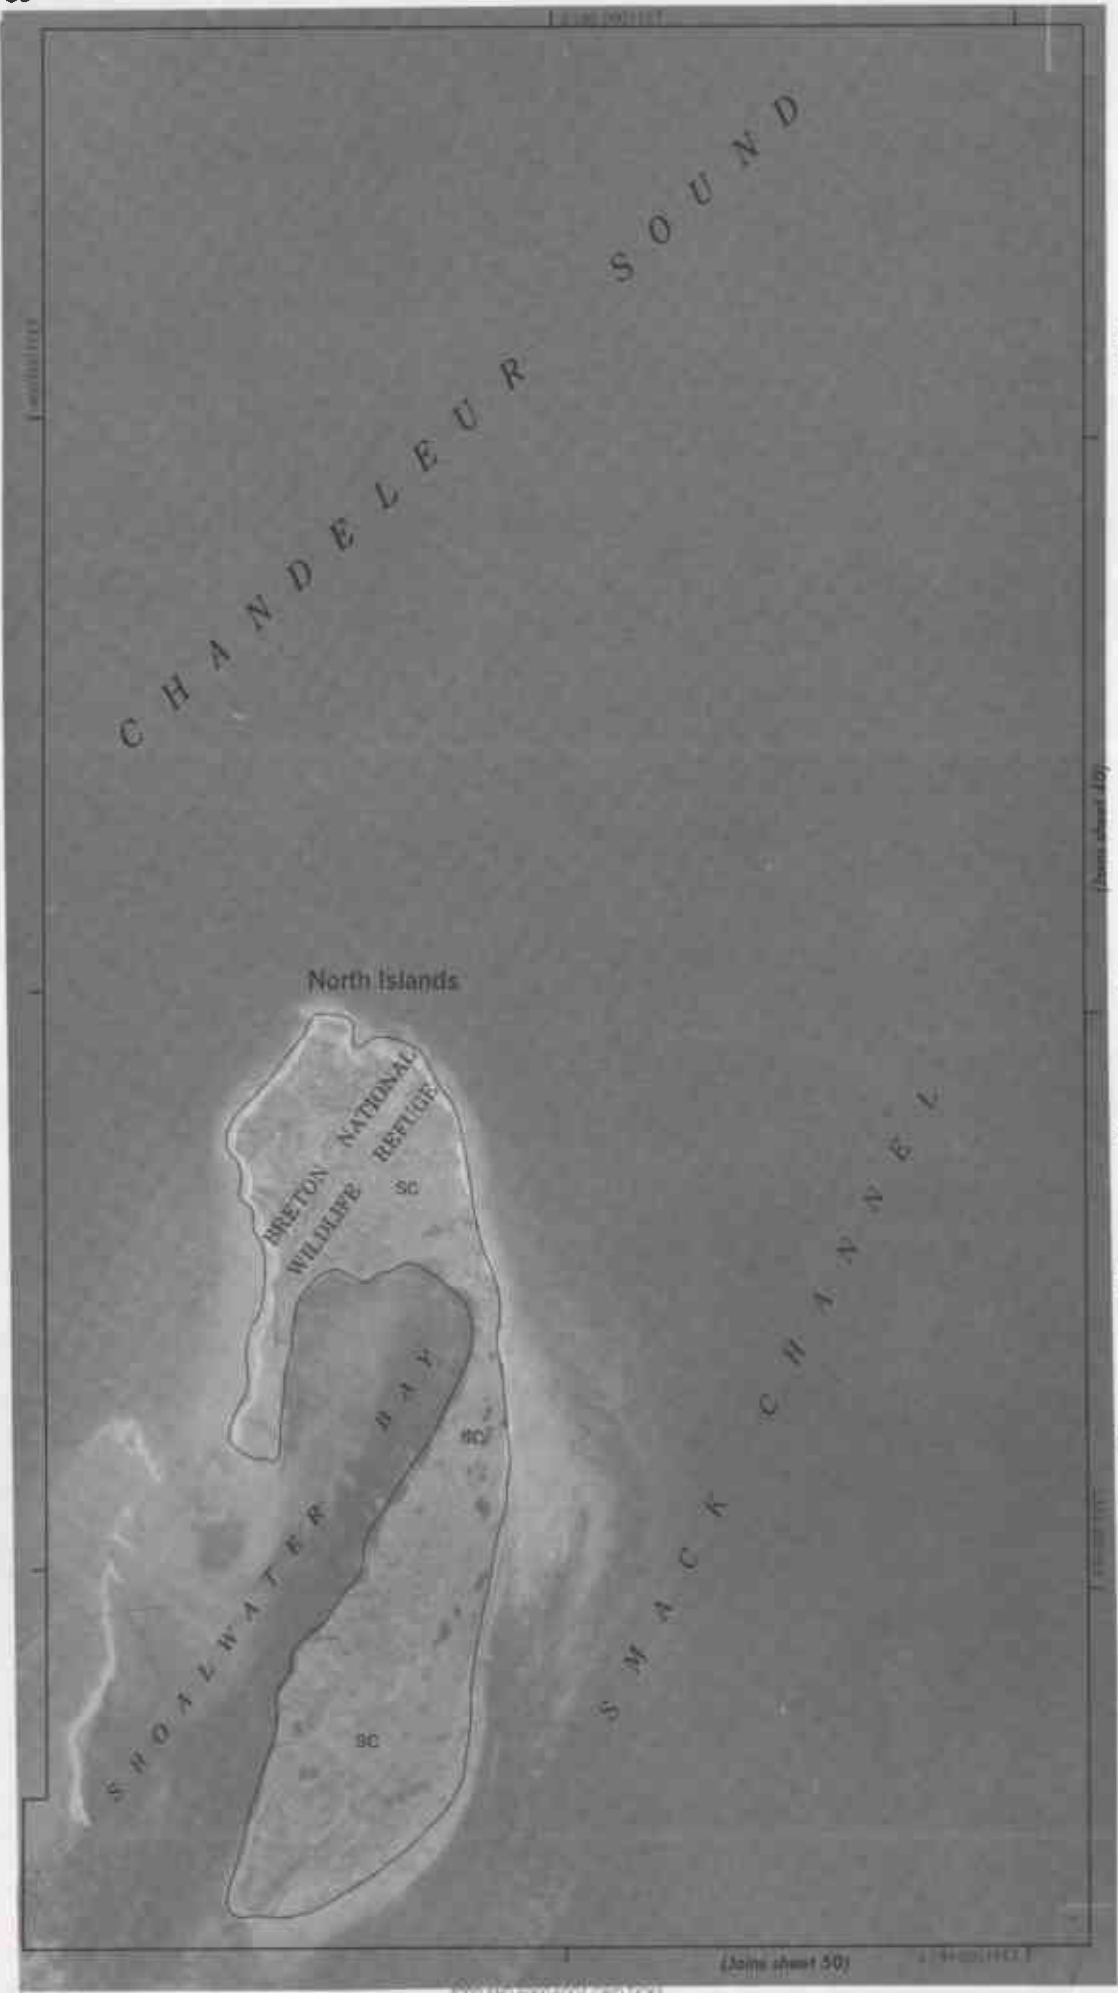 CHANDELEUR SOUND
(Joins sheet 49)
North Islands
BRETON NATIONAL
WILDLIFE REFUGE
SC
SHOALWATER BAY
SC
SMACK CHANNEL
SC
(Joins sheet 50)